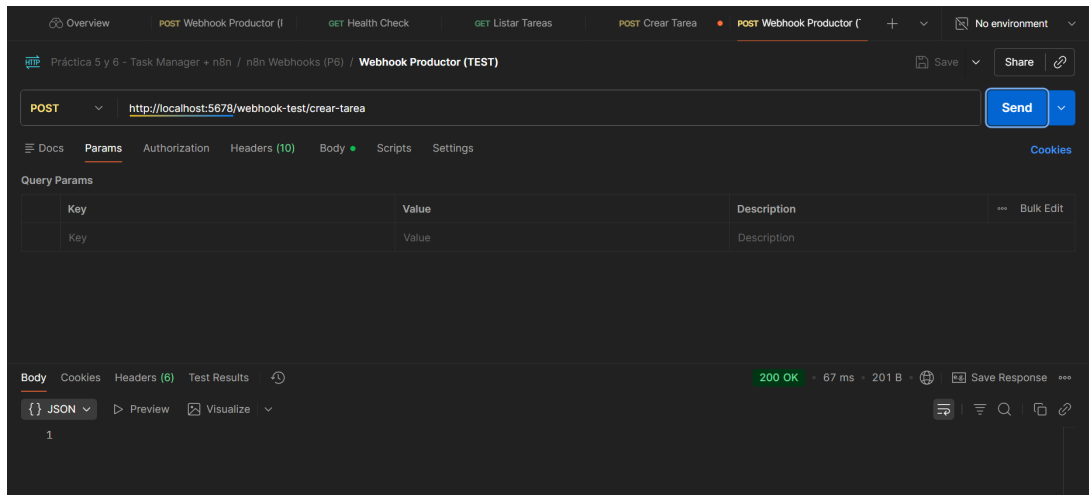 Overview POST Webhook Productor (I GET Health Check GET Listar Tareas POST Crear Tarea POST Webhook Productor (T No environment
HTTP Práctica 5 y 6 - Task Manager + n8n / n8n Webhooks (P6) / Webhook Productor (TEST) Save Share
POST http://localhost:5678/webhook-test/crear-tarea Send
Docs Params Authorization Headers (10) Body Scripts Settings Cookies
Query Params
Key Value Description Bulk Edit
Key Value Description
Body Cookies Headers (6) Test Results 200 OK 67 ms 201 B e.g. Save Response
{} JSON Preview Visualize
1